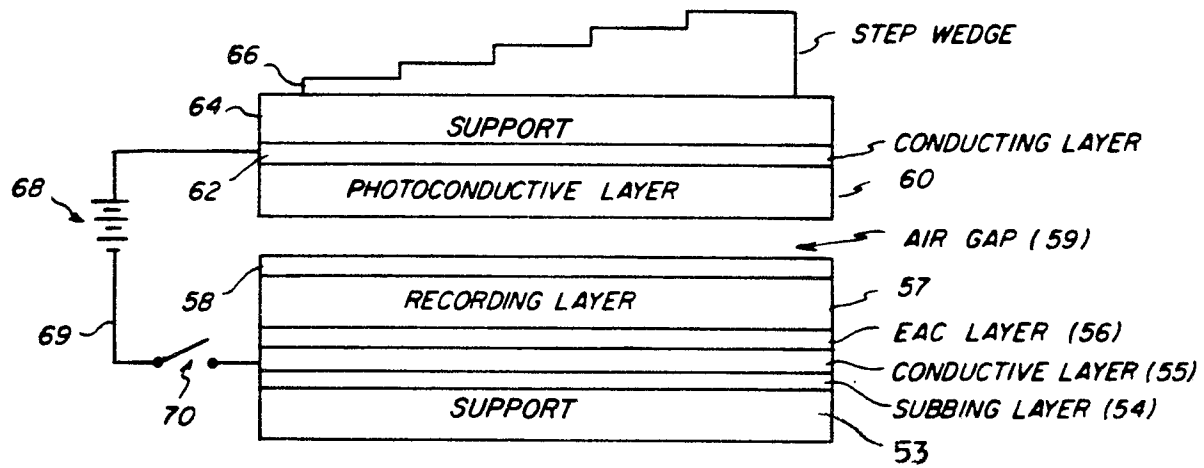 STEP WEDGE
66
64
SUPPORT
CONDUCTING LAYER
62
PHOTOCONDUCTIVE LAYER
60
68
AIR GAP (59)
58
RECORDING LAYER
57
69
EAC LAYER (56)
70
CONDUCTIVE LAYER (55)
SUBBING LAYER (54)
SUPPORT
53